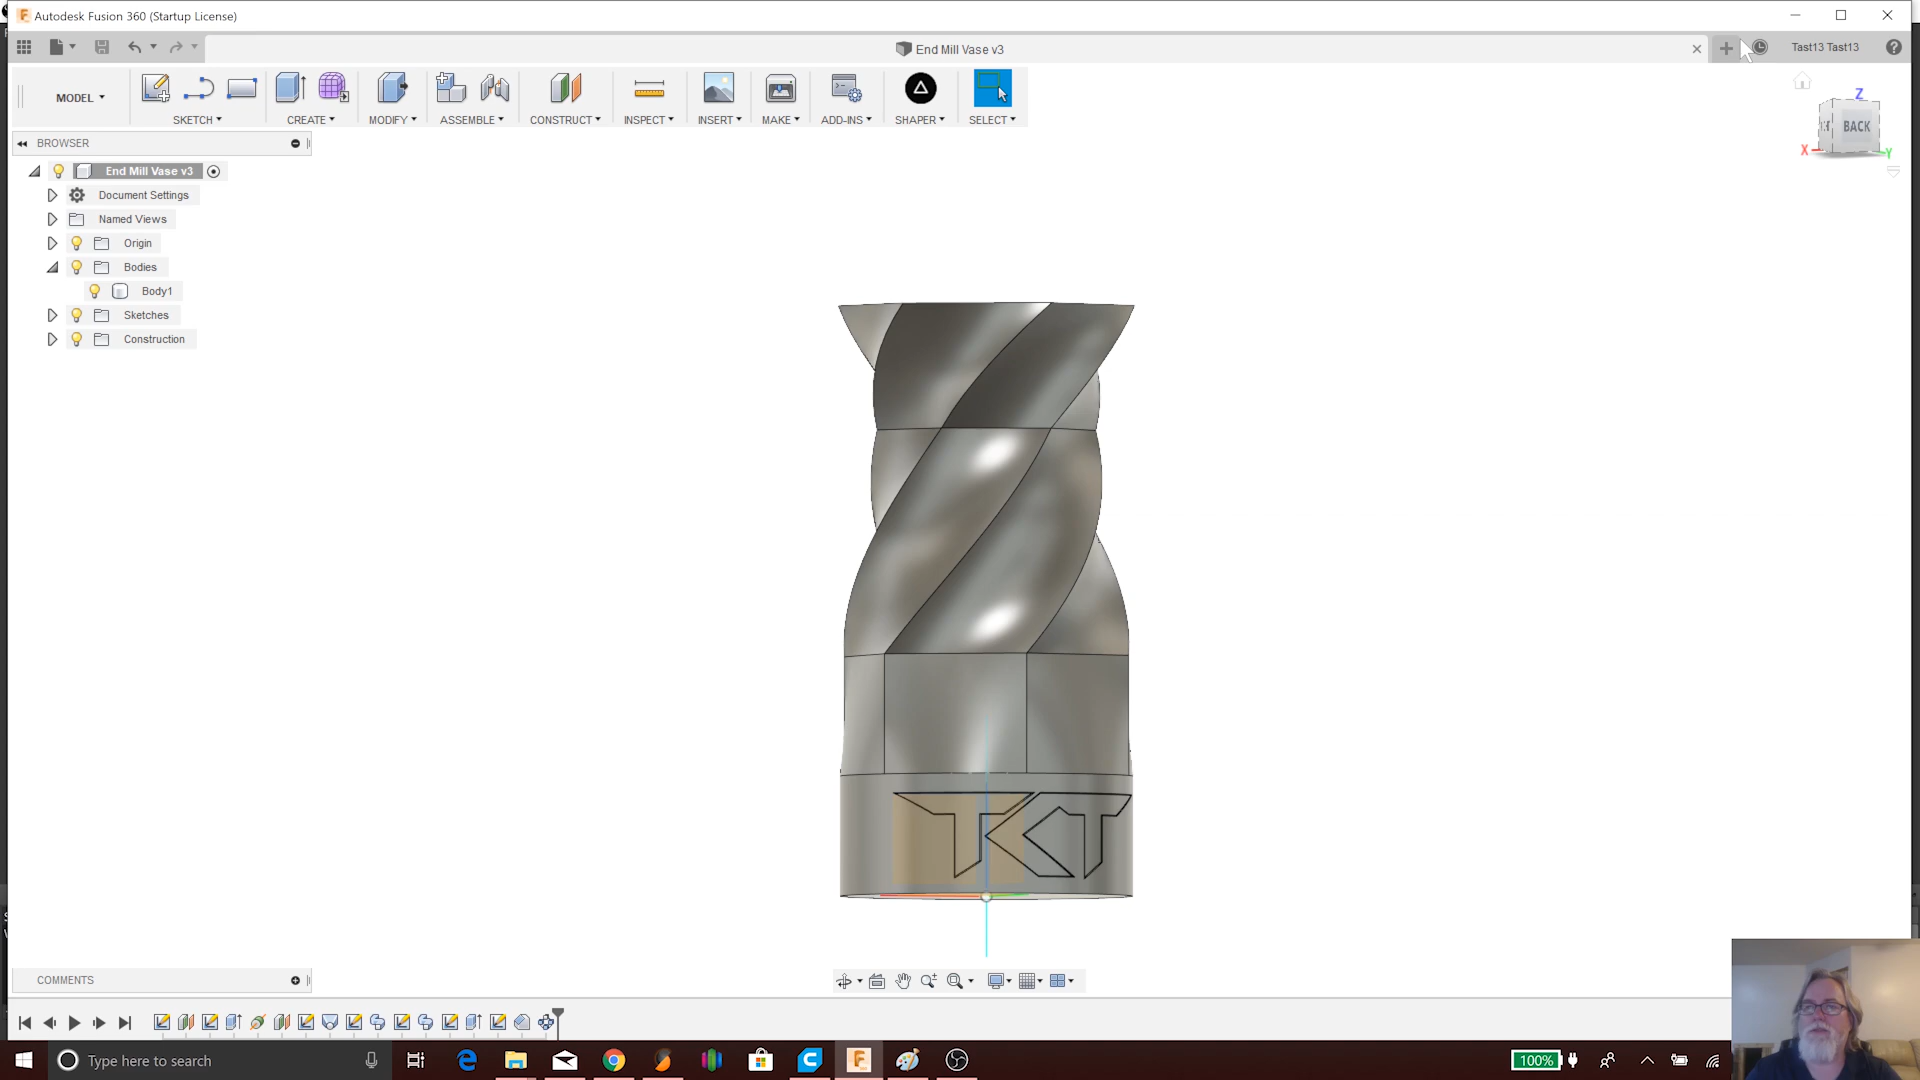 Autodesk Fusion 360 (Startup License)
End Mill Vase v3
Tast13 Tast13
MODEL
SKETCH
CREATE
MODIFY
ASSEMBLE
CONSTRUCT
INSPECT
INSERT
MAKE
ADD-INS
SHAPER
SELECT
Z
BACK
X
Y
BROWSER
End Mill Vase v3
Document Settings
Named Views
Origin
Bodies
Body1
Sketches
Construction
TKT
COMMENTS
Type here to search
100%